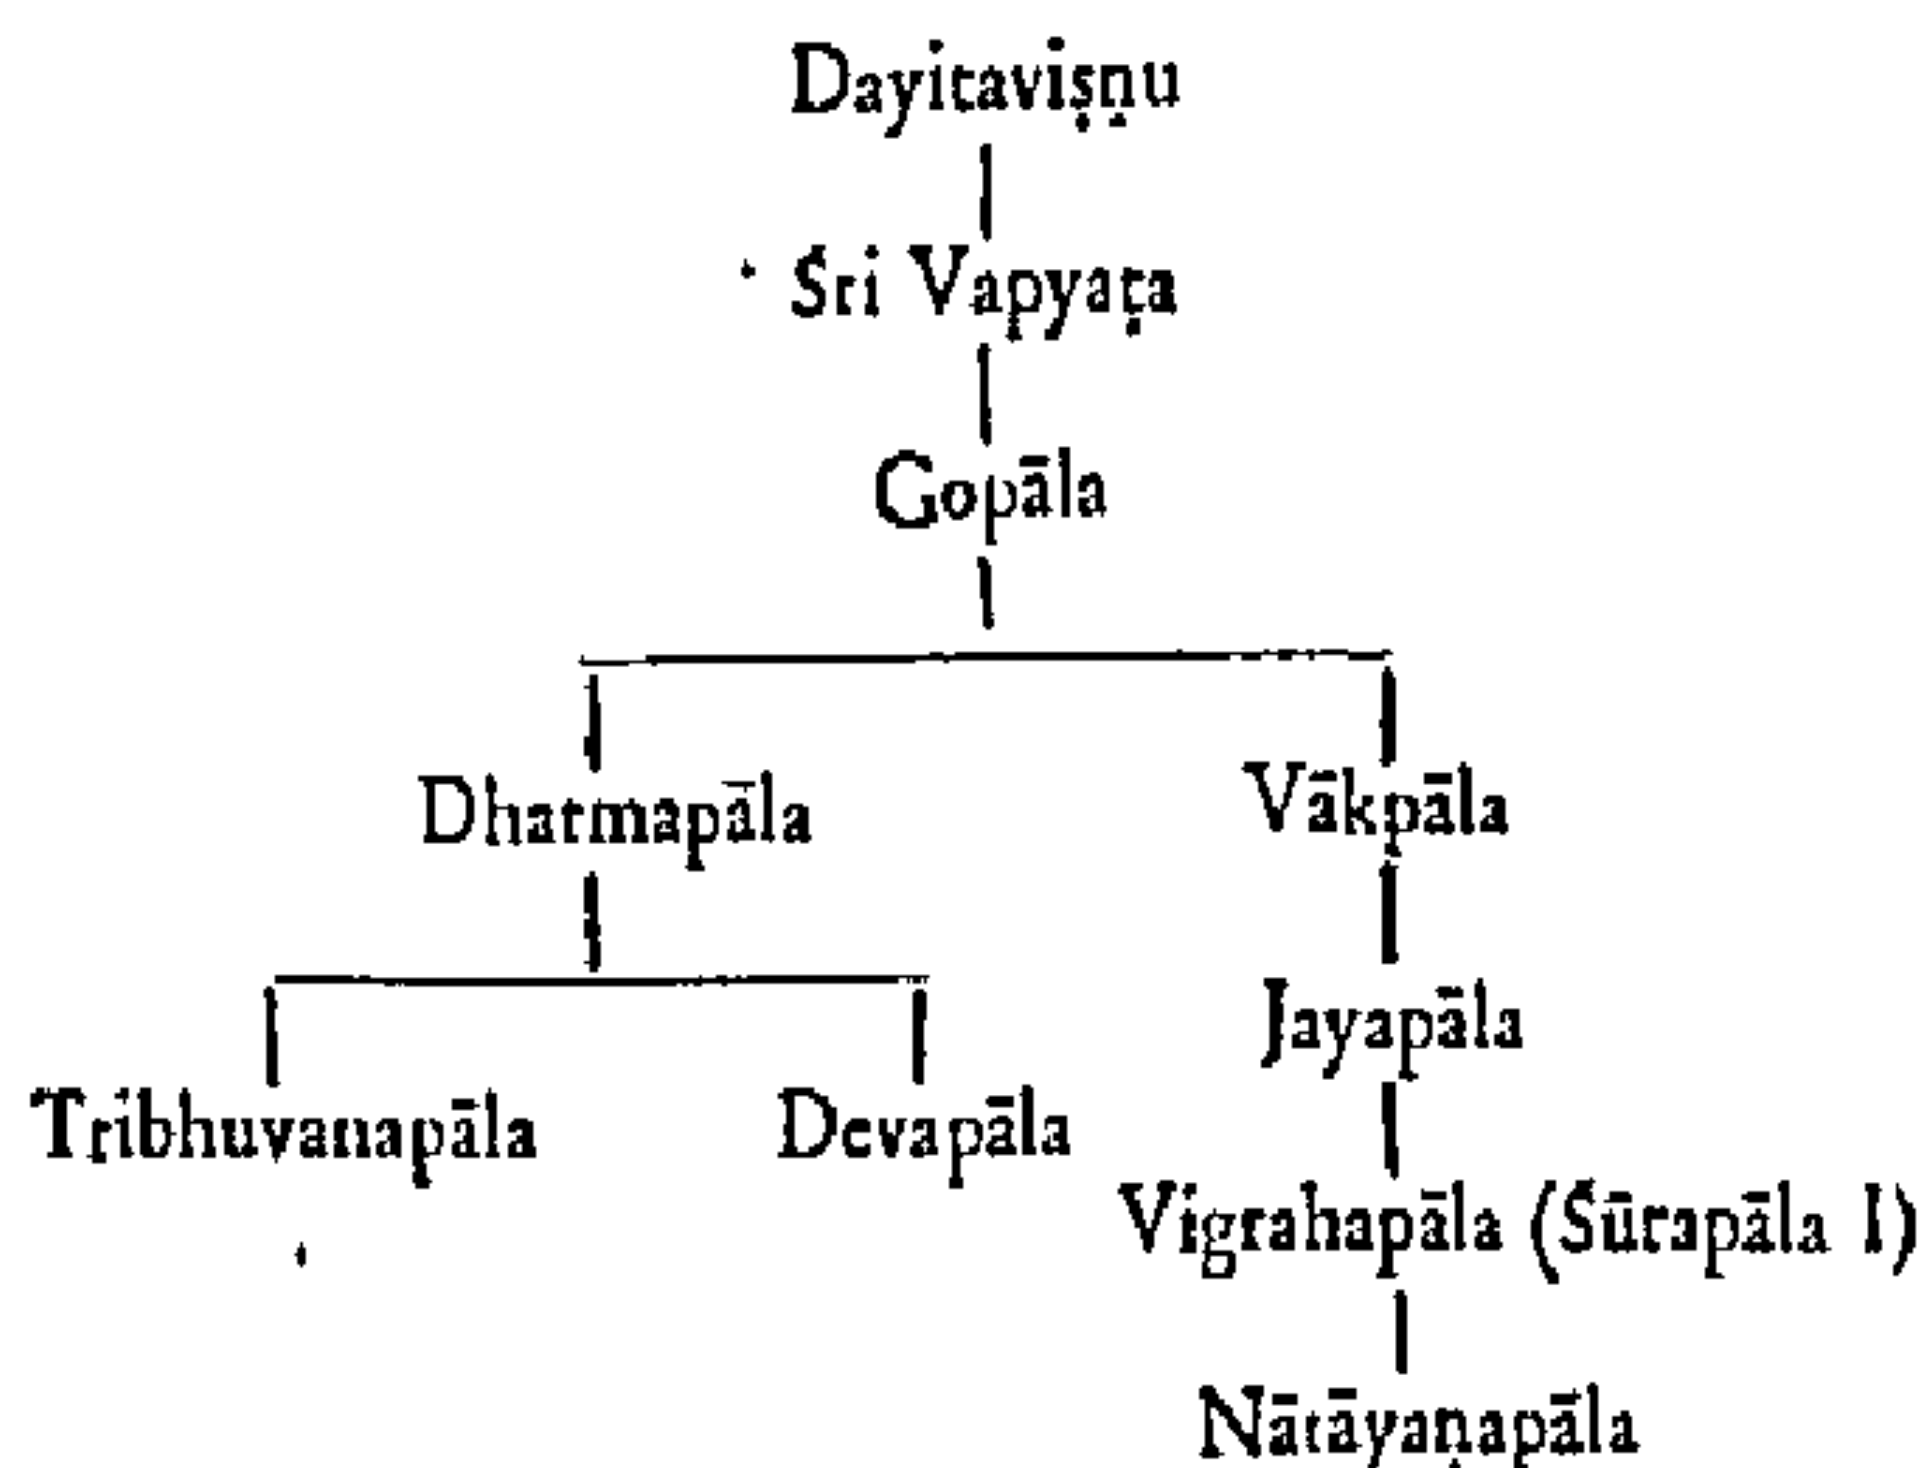 Dayitaviṣṇu
Sri Vapyaṭa
Gopāla
Dharmapāla Vākpāla
Jayapāla
Tribhuvanapāla Devapāla
Vigrahapāla (Śūrapāla I)
Nārāyaṇapāla